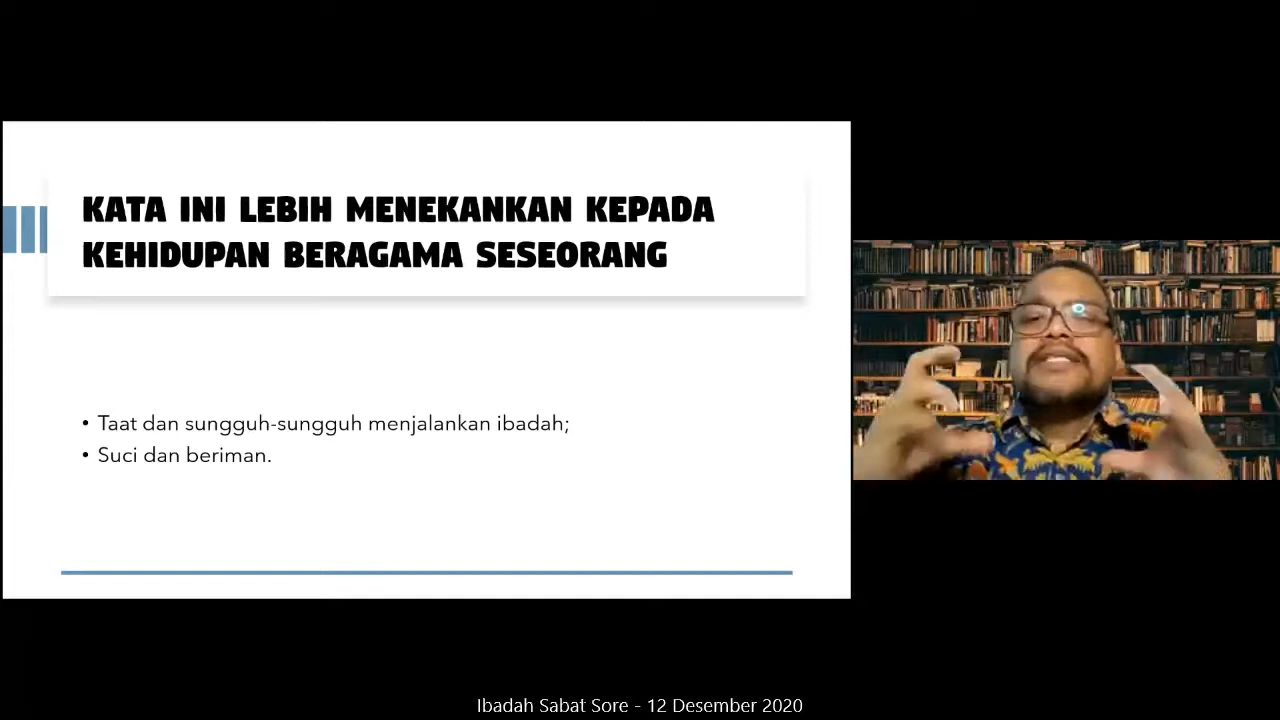 KATA INI LEBIH MENEKANKAN KEPADA
KEHIDUPAN BERAGAMA SESEORANG
• Taat dan sungguh-sungguh menjalankan ibadah;
• Suci dan beriman.
Ibadah Sabat Sore - 12 Desember 2020